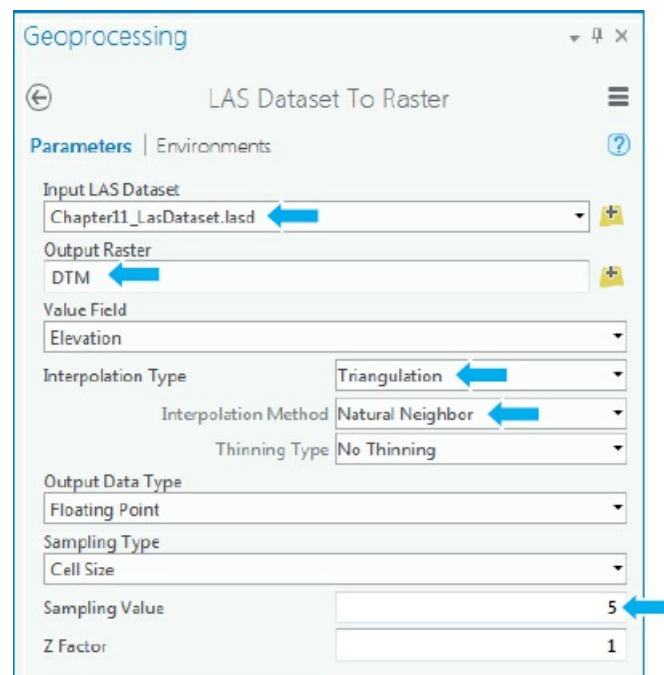 Geoprocessing
LAS Dataset To Raster
Parameters | Environments
Input LAS Dataset
Chapter11_LasDataset.lasd
Output Raster
DTM
Value Field
Elevation
Interpolation Type Triangulation
Interpolation Method Natural Neighbor
Thinning Type No Thinning
Output Data Type
Floating Point
Sampling Type
Cell Size
Sampling Value 5
Z Factor 1